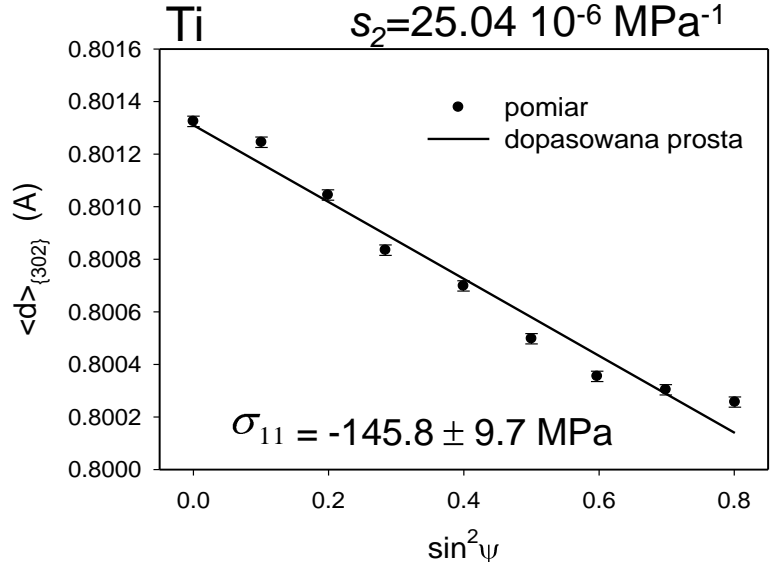 Ti
s₂=25.04 10⁻⁶ MPa⁻¹
0.8016
0.8014
0.8012
0.8010
0.8008
0.8006
0.8004
0.8002
0.8000
<d>{302} (A)
pomiar
dopasowana prosta
σ₁₁ = -145.8 ± 9.7 MPa
0.0 0.2 0.4 0.6 0.8
sin²ψ